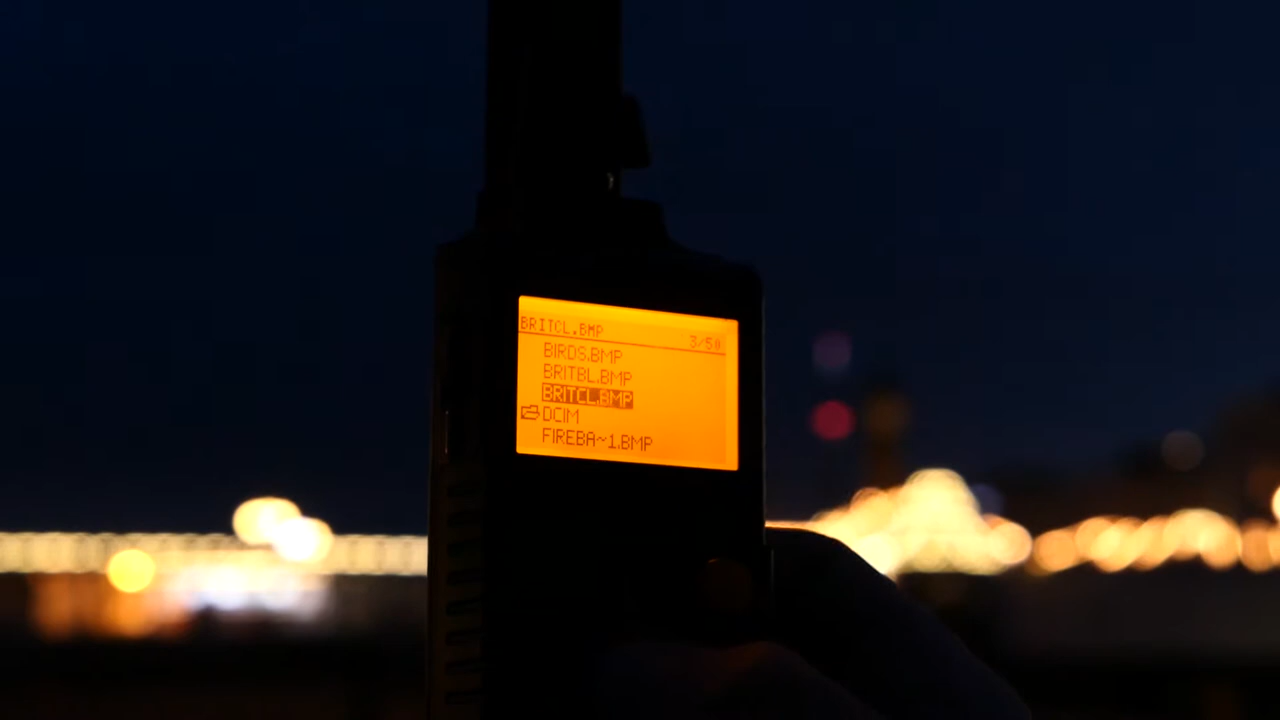 BRITCL.BMP
3/50
BIRDS.BMP
BRITBL.BMP
BRITCL.BMP
DCIM
FIREBA~1.BMP